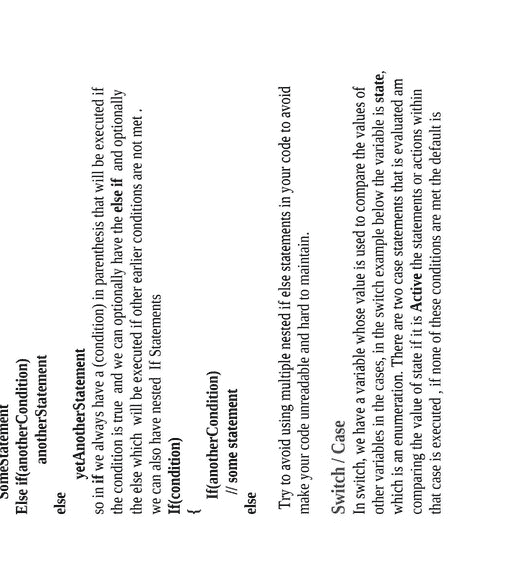 SomeStatement
Else if(anotherCondition)
anotherStatement
else
yetAnotherStatement
so in if we always have a (condition) in parenthesis that will be executed if
the condition is true and we can optionally have the else if and optionally
the else which will be executed if other earlier conditions are not met .
we can also have nested If Statements
If(condition)
{
If(anotherCondition)
// some statement
else
Try to avoid using multiple nested if else statements in your code to avoid
make your code unreadable and hard to maintain.
Switch / Case
In switch, we have a variable whose value is used to compare the values of
other variables in the cases, in the switch example below the variable is state,
which is an enumeration. There are two case statements that is evaluated am
comparing the value of state if it is Active the statements or actions within
that case is executed , if none of these conditions are met the default is